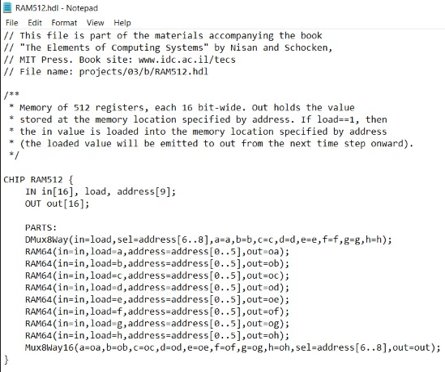 RAM512.hdl - Notepad
File Edit Format View Help
// This file is part of the materials accompanying the book
// "The Elements of Computing Systems" by Nisan and Schocken,
// MIT Press. Book site: www.idc.ac.il/tecs
// File name: projects/03/b/RAM512.hdl

/**
 * Memory of 512 registers, each 16 bit-wide. Out holds the value
 * stored at the memory location specified by address. If load==1, then
 * the in value is loaded into the memory location specified by address
 * (the loaded value will be emitted to out from the next time step onward).
 */

CHIP RAM512 {
    IN in[16], load, address[9];
    OUT out[16];

    PARTS:
    DMux8Way(in=load,sel=address[6..8],a=a,b=b,c=c,d=d,e=e,f=f,g=g,h=h);
    RAM64(in=in,load=a,address=address[0..5],out=oa);
    RAM64(in=in,load=b,address=address[0..5],out=ob);
    RAM64(in=in,load=c,address=address[0..5],out=oc);
    RAM64(in=in,load=d,address=address[0..5],out=od);
    RAM64(in=in,load=e,address=address[0..5],out=oe);
    RAM64(in=in,load=f,address=address[0..5],out=of);
    RAM64(in=in,load=g,address=address[0..5],out=og);
    RAM64(in=in,load=h,address=address[0..5],out=oh);
    Mux8Way16(a=oa,b=ob,c=oc,d=od,e=oe,f=of,g=og,h=oh,sel=address[6..8],out=out);
}